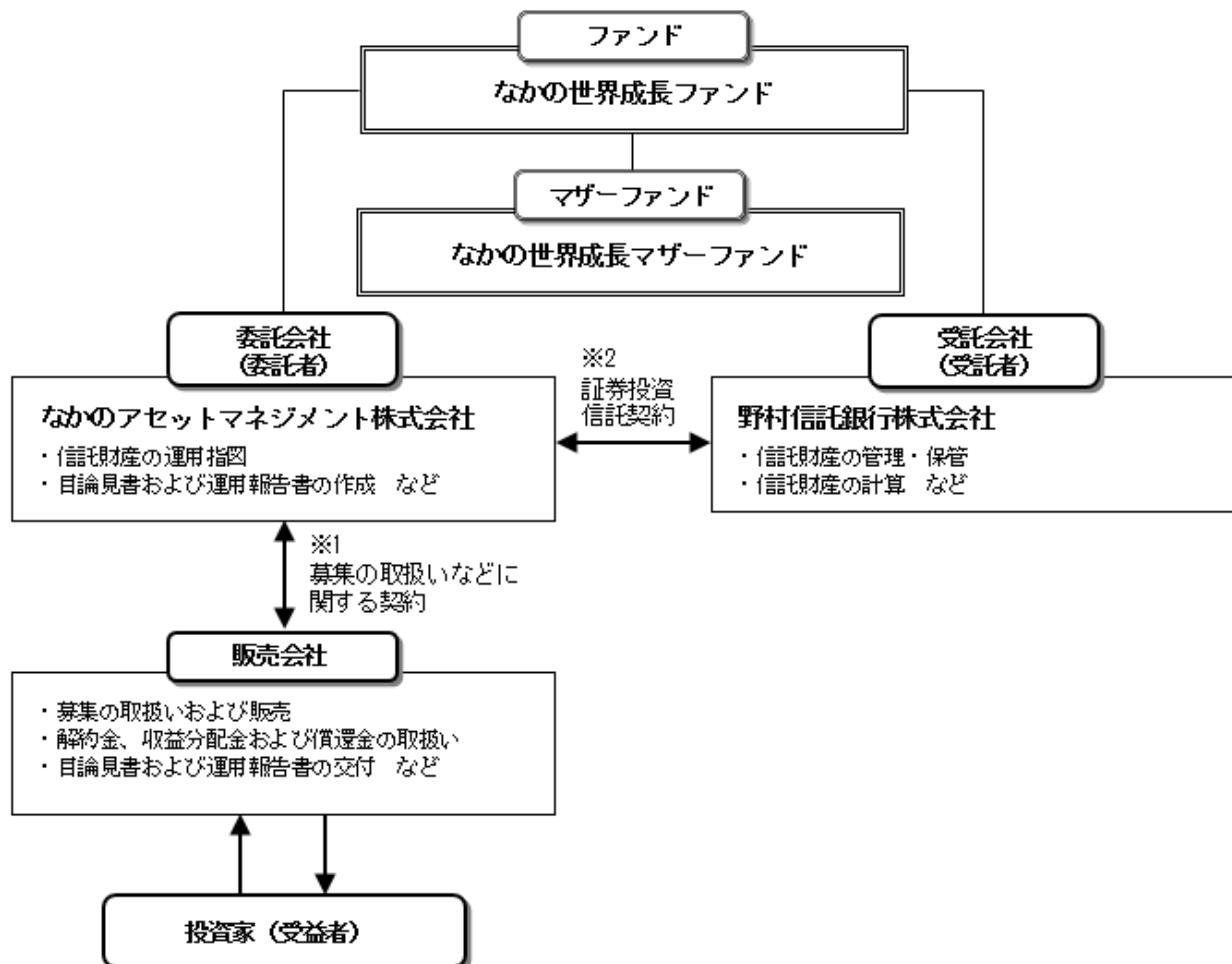 ファンド
なかの世界成長ファンド
マザーファンド
なかの世界成長マザーファンド
委託会社
(委託者)
なかのアセットマネジメント株式会社
・信託財産の運用指図
・目論見書および運用報告書の作成　など
※2
証券投資
信託契約
受託会社
(受託者)
野村信託銀行株式会社
・信託財産の管理・保管
・信託財産の計算　など
※1
募集の取扱いなどに
関する契約
販売会社
・募集の取扱いおよび販売
・解約金、収益分配金および償還金の取扱い
・目論見書および運用報告書の交付　など
投資家（受益者）